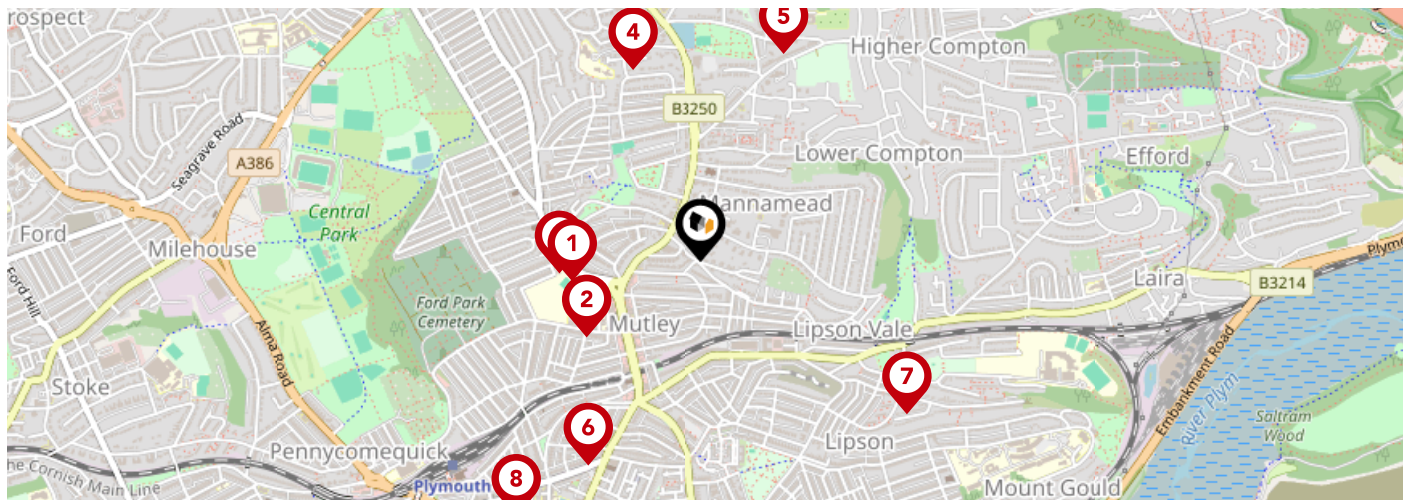 rospect
4
5
Higher Compton
B3250
Seagrave Road
A386
Lower Compton
Efford
Central
Park
Mannamead
Ford
Milehouse
1
Plym
Ford Hill
Laira
B3214
2
Ford Park
Cemetery
Mutley
Lipson Vale
Alma Road
Embankment Road
River Plym
Stoke
7
Saltram
Wood
6
Lipson
Pennycomequick
he Cornish Main Line
Plymouth
8
Mount Gould